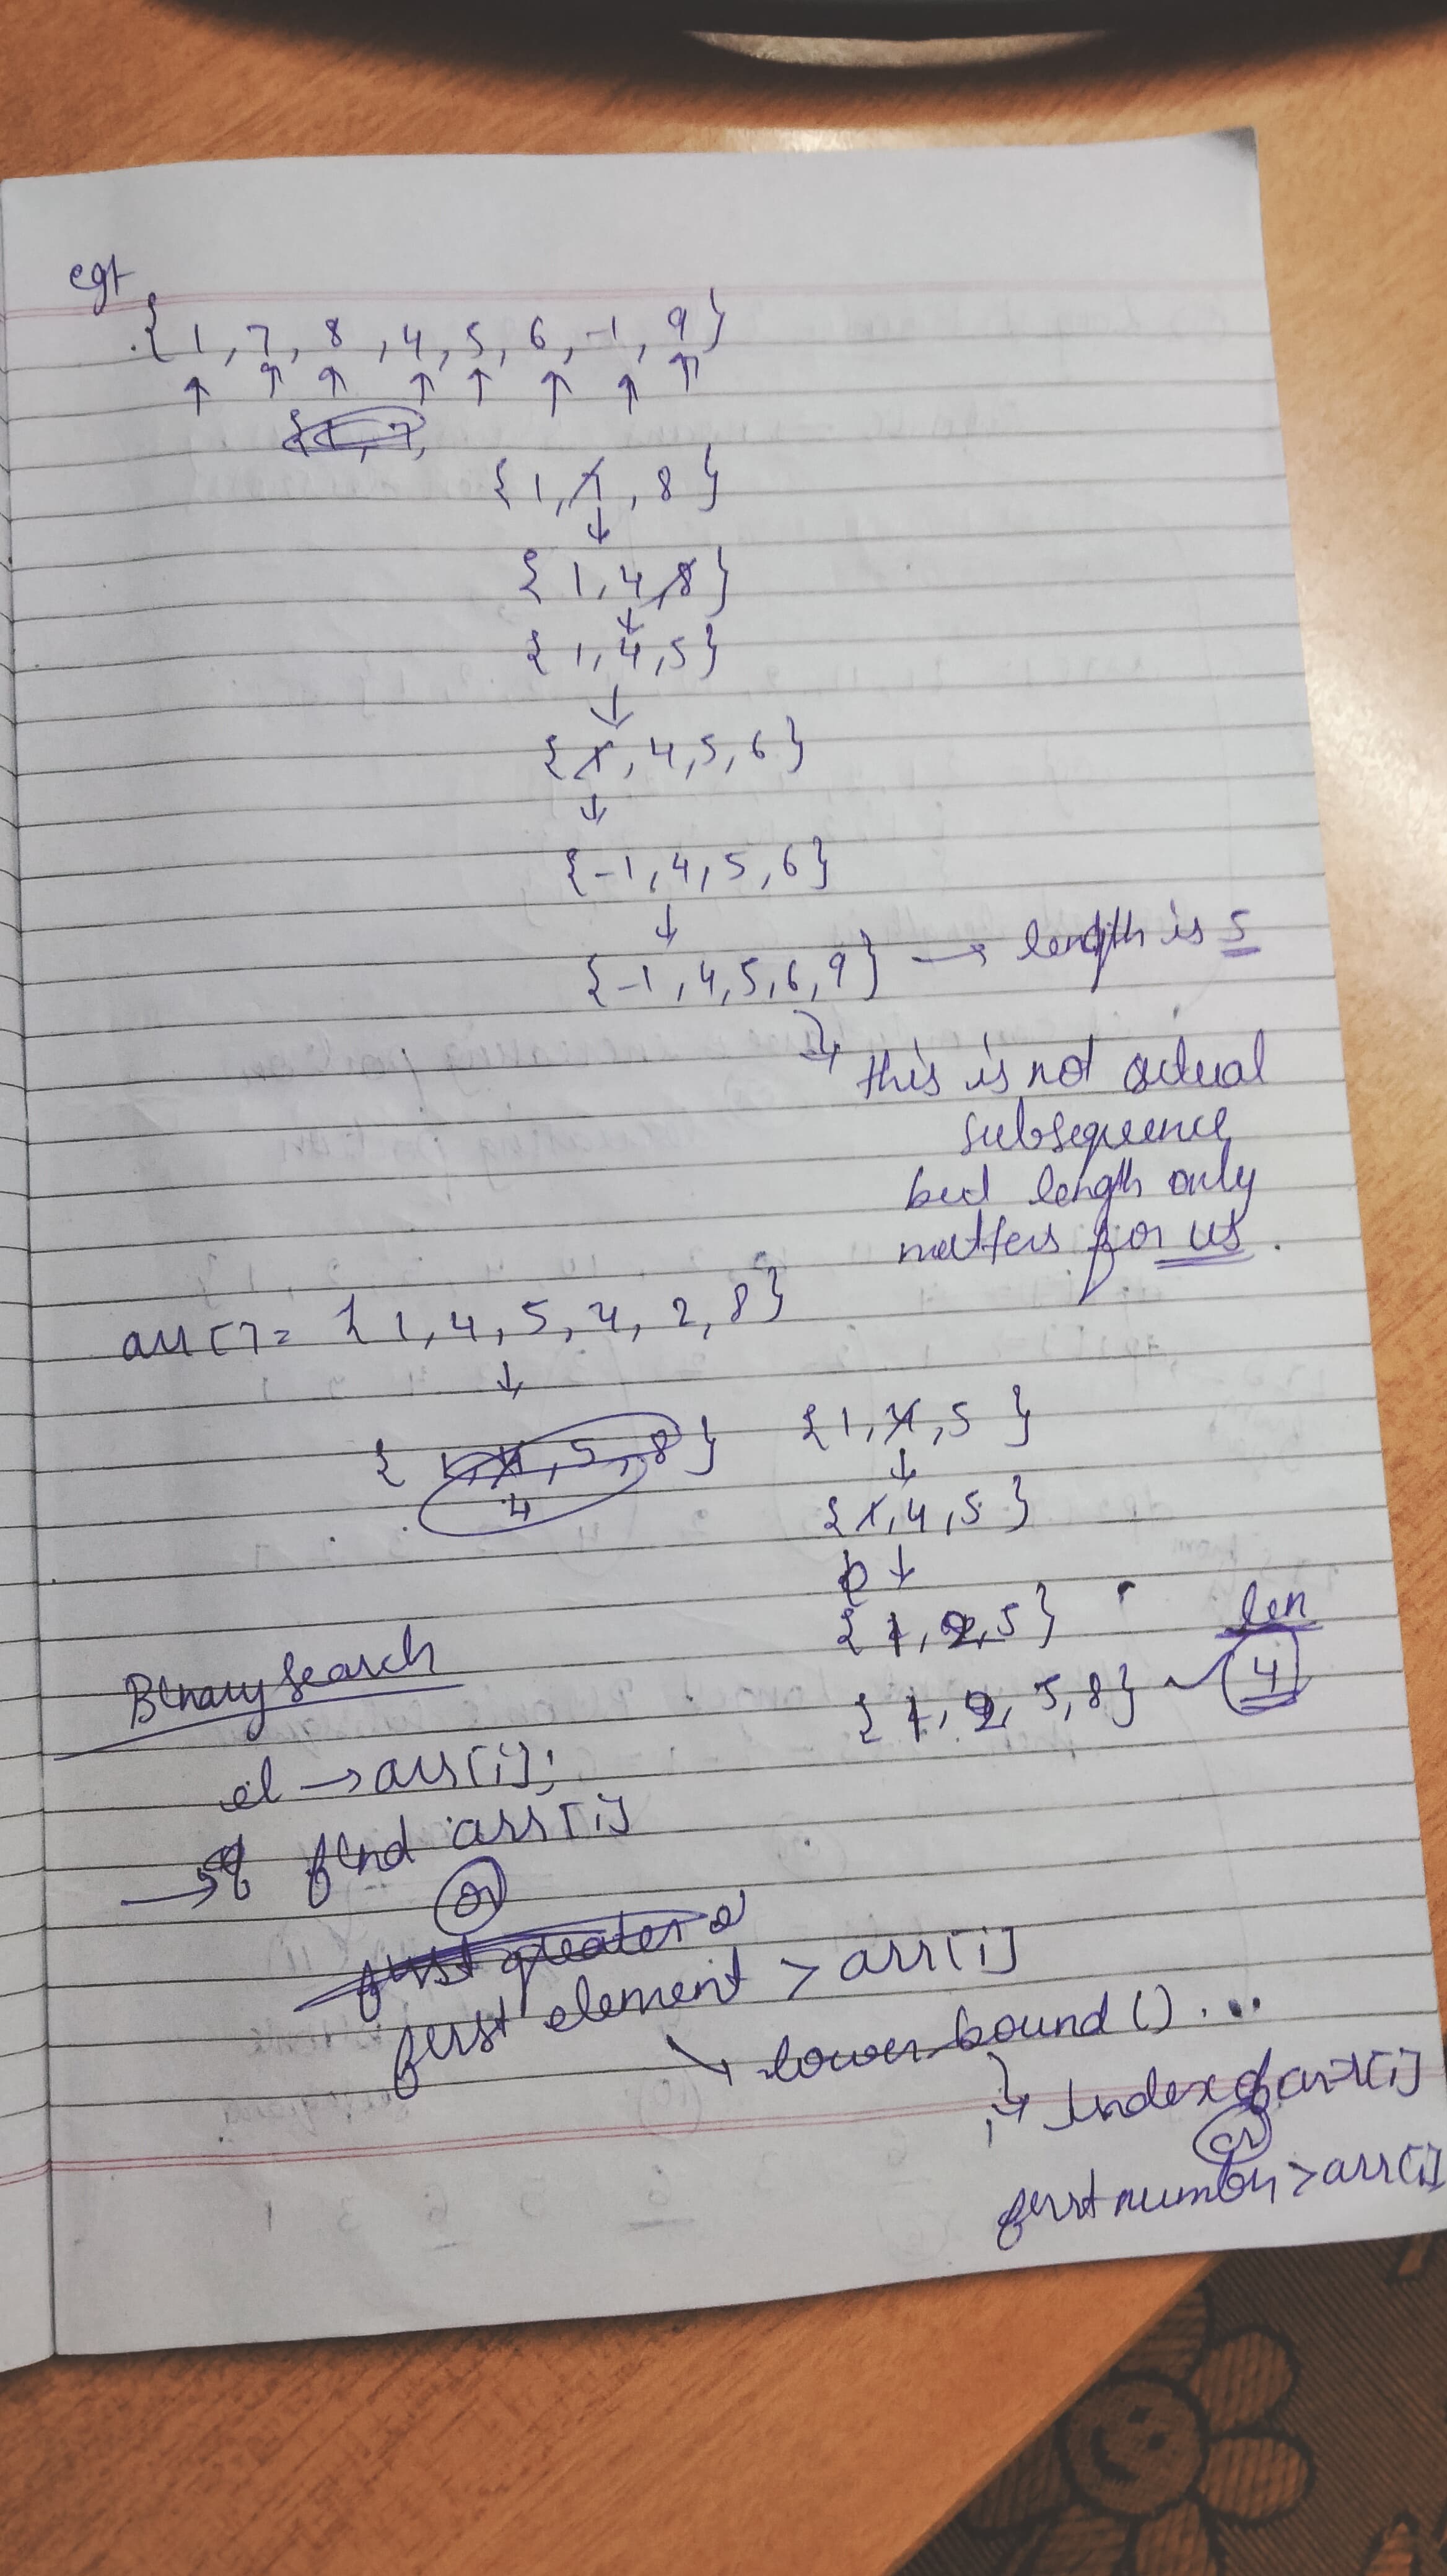 eg:-
{ 1, 7, 8, 4, 5, 6, -1, 9 }
{ 1, 7,
{ 1, 7, 8 }
{ 1, 4, 8 }
{ 1, 4, 5 }
{ 1, 4, 5, 6 }
{ -1, 4, 5, 6 }
{ -1, 4, 5, 6, 9 } → length is 5
this is not actual
subsequence
but length only
matters for us.
arr[] = { 1, 4, 5, 4, 2, 8 }
{ 1, 4, 5, 8 }
4
{ 1, 4, 5 }
{ 1, 4, 5 }
{ 1, 2, 5 }
len
{ 1, 2, 5, 8 } 4
Binary Search
el → arr[i];
→ find arr[i]
or
first greater e
first element > arr[i]
lower_bound() ...
Index of arr[i]
or
first number > arr[i]